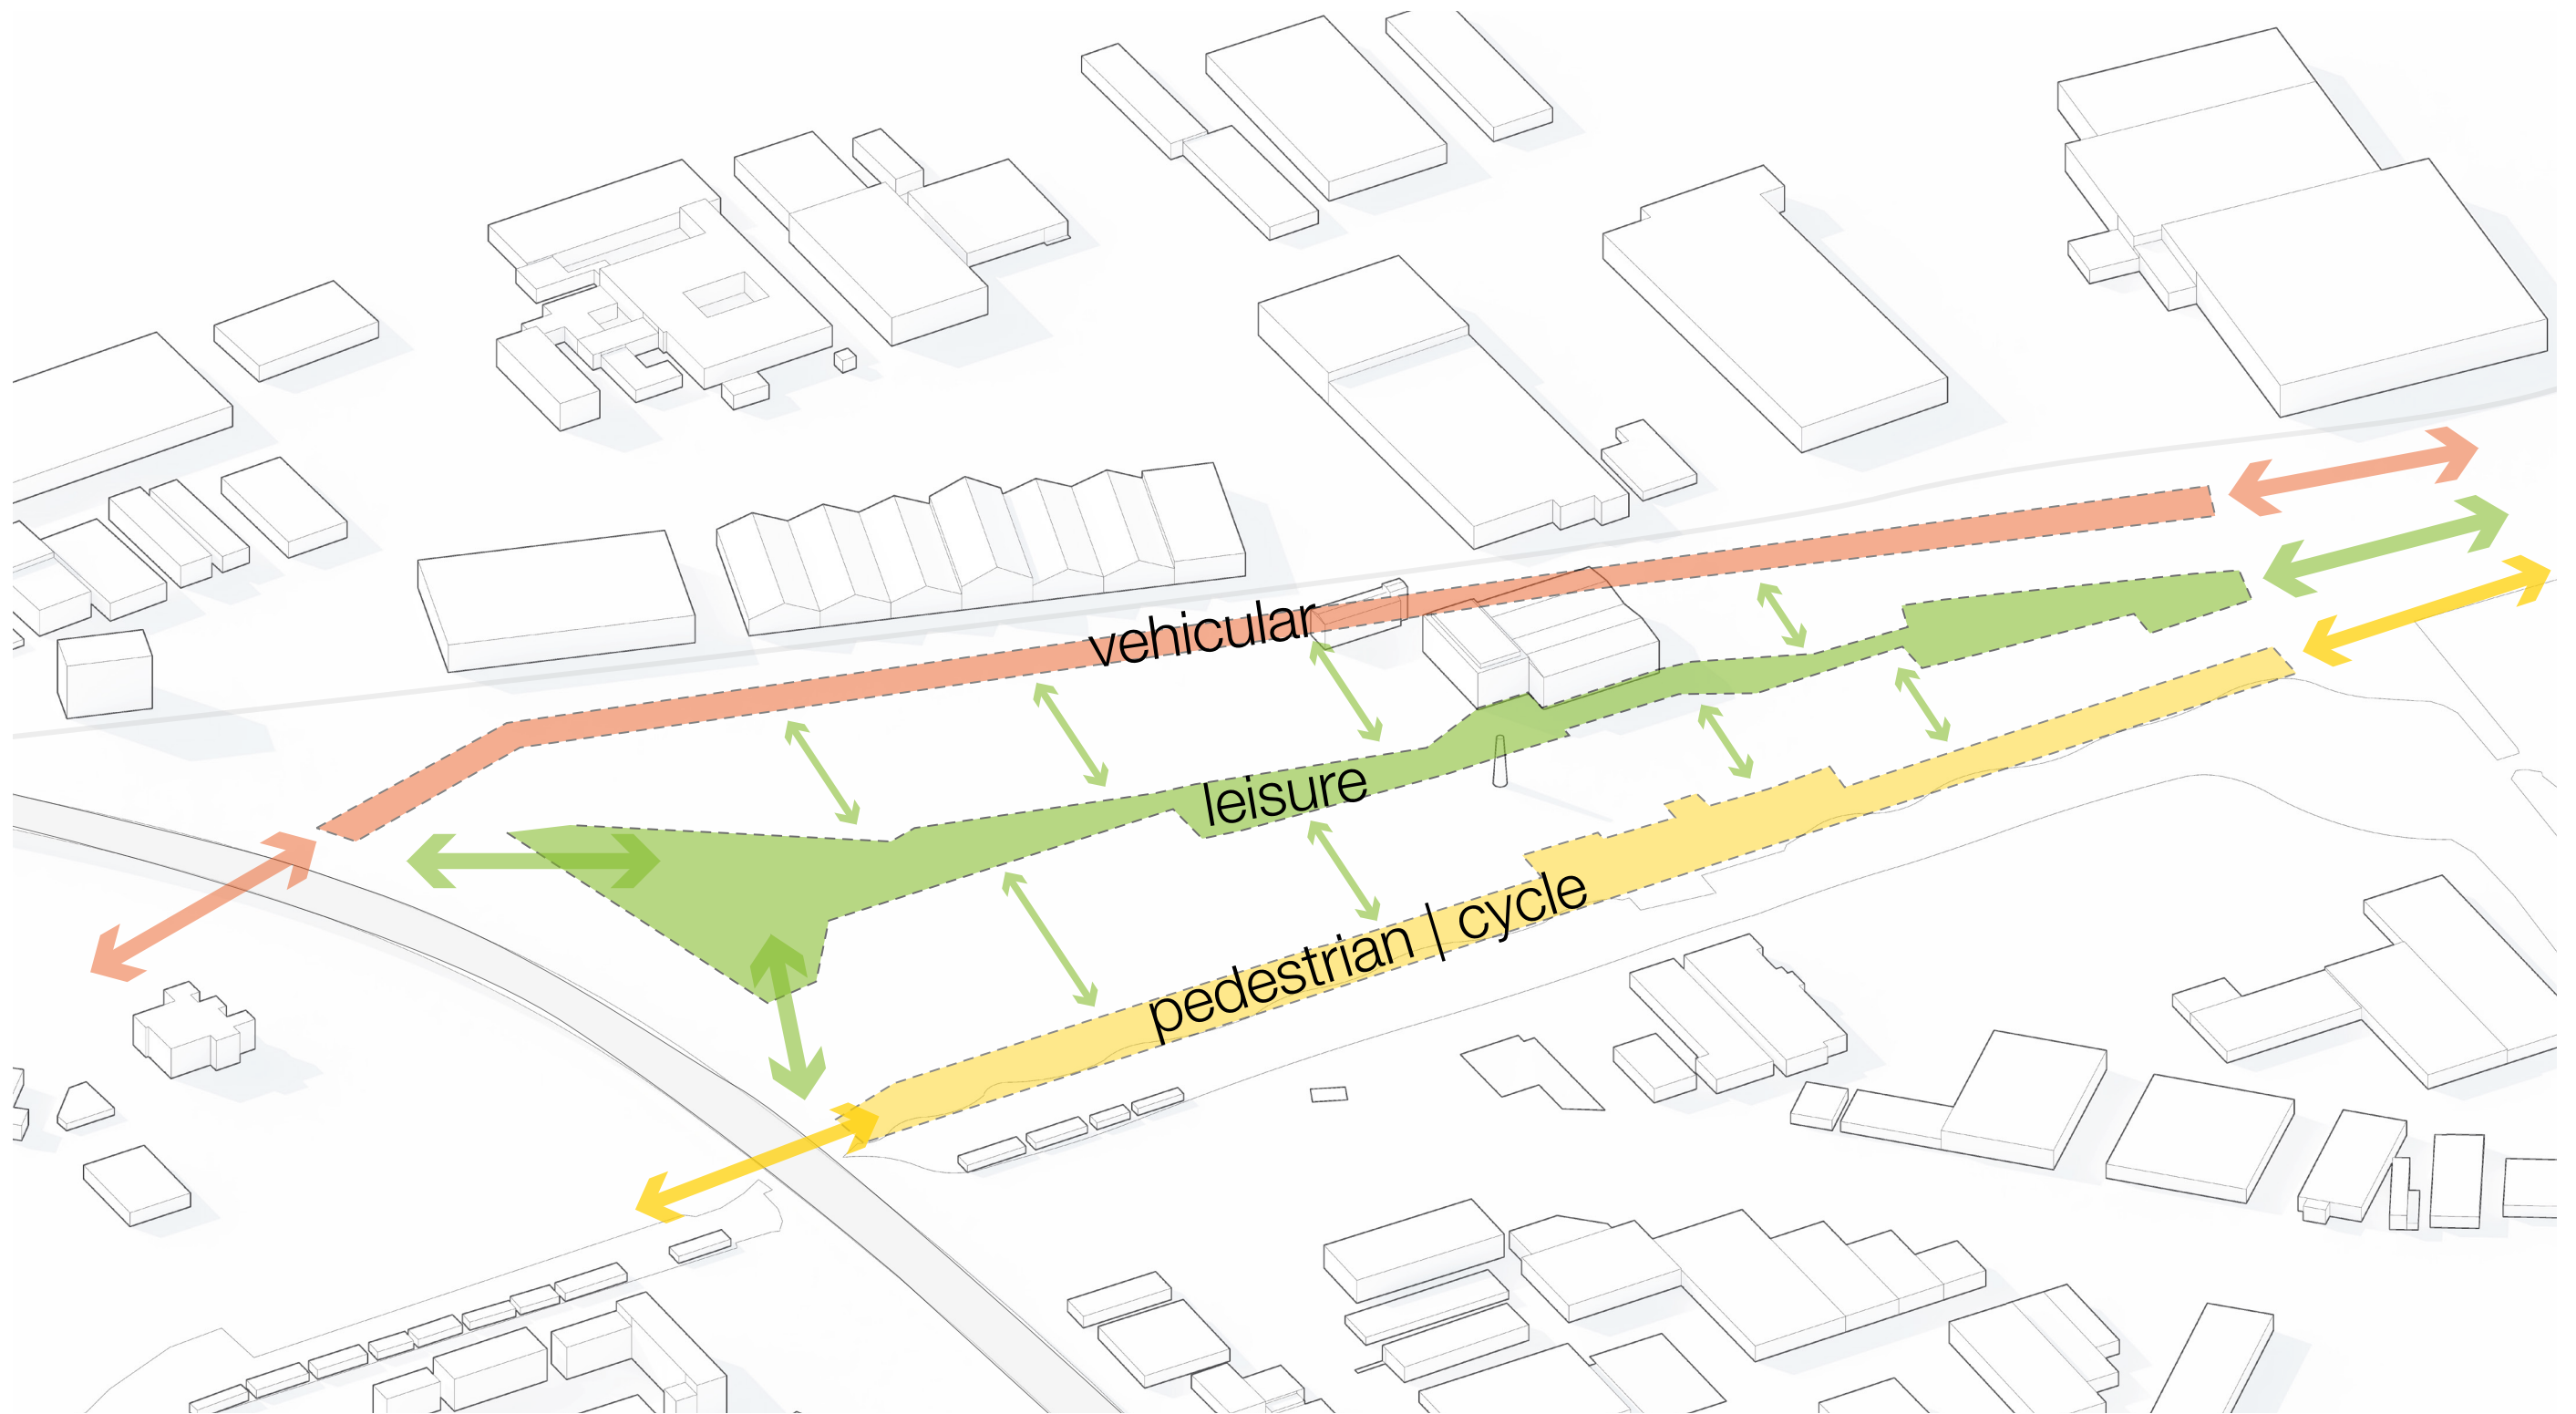 vehicular
leisure
pedestrian | cycle